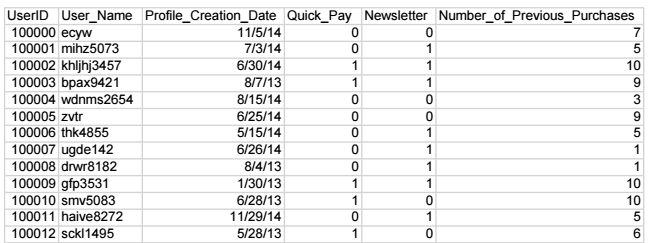 UserID User_Name Profile_Creation_Date Quick_Pay Newsletter Number_of_Previous_Purchases
100000 ecyw 11/5/14 0 0 7
100001 mihz5073 7/3/14 0 1 5
100002 khljhj3457 6/30/14 1 1 10
100003 bpax9421 8/7/13 1 1 9
100004 wdnms2654 8/15/14 0 0 3
100005 zvtr 6/25/14 0 0 9
100006 thk4855 5/15/14 0 1 5
100007 ugde142 6/26/14 0 1 1
100008 drwr8182 8/4/13 0 1 1
100009 gfp3531 1/30/13 1 1 10
100010 smv5083 6/28/13 1 0 10
100011 haive8272 11/29/14 0 1 5
100012 sckl1495 5/28/13 1 0 6